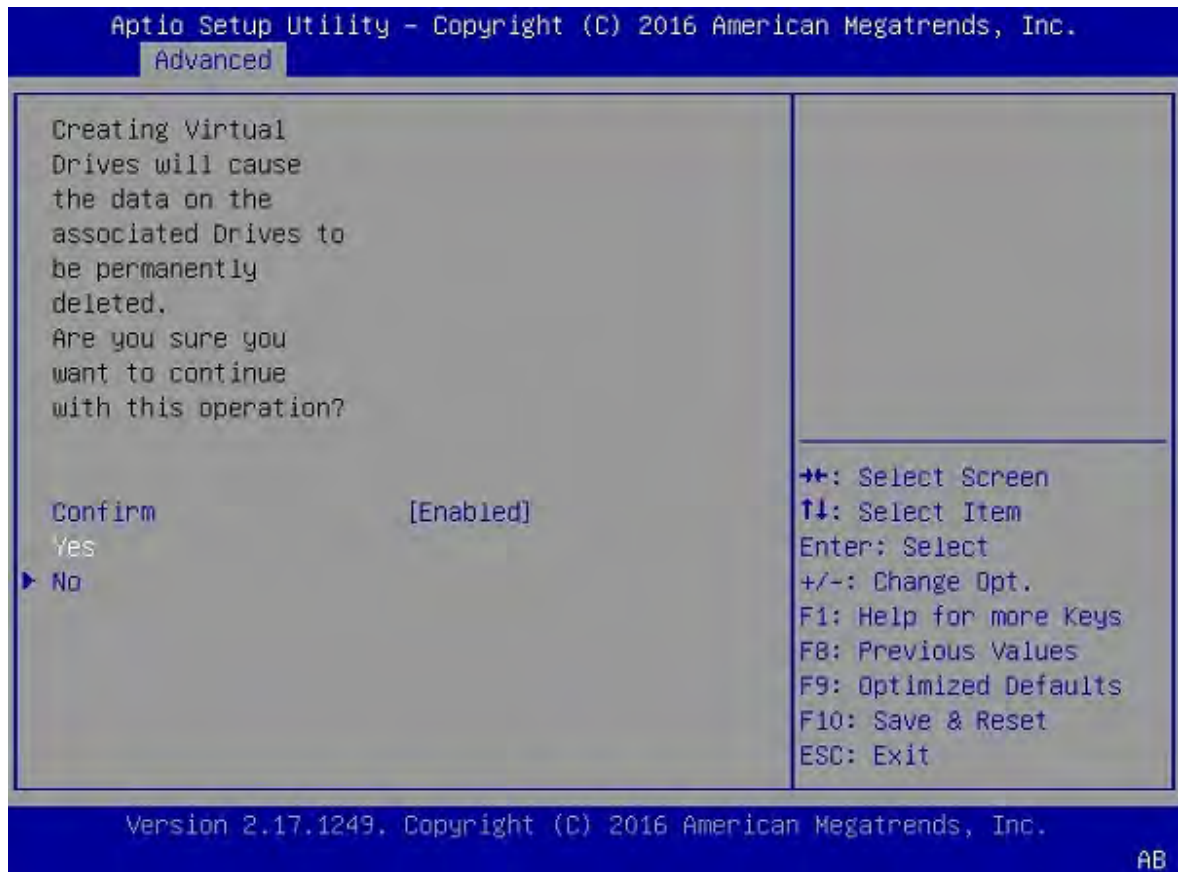 Aptio Setup Utility – Copyright (C) 2016 American Megatrends, Inc.
Advanced
Creating Virtual
Drives will cause
the data on the
associated Drives to
be permanently
deleted.
Are you sure you
want to continue
with this operation?
Confirm [Enabled]
Yes
► No
→←: Select Screen
↑↓: Select Item
Enter: Select
+/-: Change Opt.
F1: Help for more Keys
F8: Previous Values
F9: Optimized Defaults
F10: Save & Reset
ESC: Exit
Version 2.17.1249. Copyright (C) 2016 American Megatrends, Inc.
AB